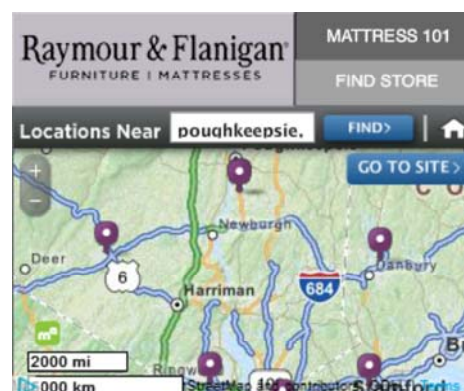 Raymour & Flanigan
FURNITURE | MATTRESSES
MATTRESS 101
FIND STORE
Locations Near
poughkeepsie,
FIND>
GO TO SITE>
+
−
Newburgh
Deer
6
Danbury
Harriman
684
2000 mi
Ringw
000 km